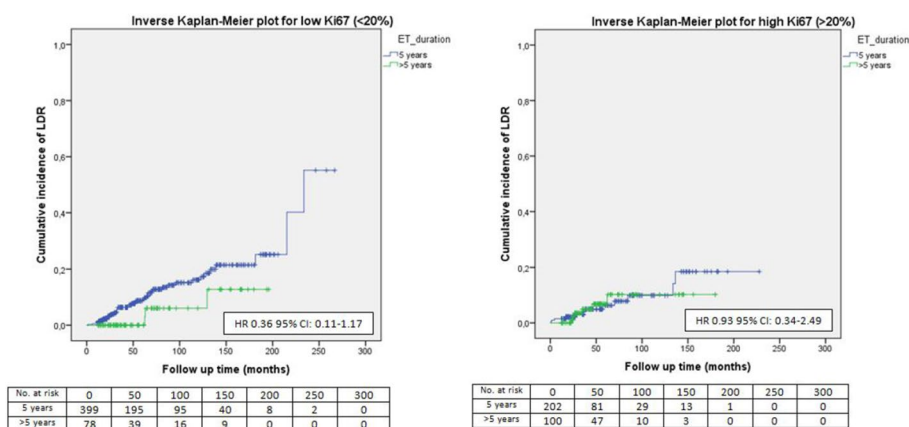 Inverse Kaplan-Meier plot for low Ki67 (<20%)
ET_duration
5 years
>5 years
1,0
0,8
0,6
0,4
0,2
0,0
Cumulative incidence of LDR
HR 0.36 95% CI: 0.11-1.17
0 50 100 150 200 250 300
Follow up time (months)
No. at risk 0 50 100 150 200 250 300
5 years 399 195 95 40 8 2 0
>5 years 78 39 16 9 0 0 0
Inverse Kaplan-Meier plot for high Ki67 (>20%)
ET_duration
5 years
>5 years
1,0
0,8
0,6
0,4
0,2
0,0
Cumulative incidence of LDR
HR 0.93 95% CI: 0.34-2.49
0 50 100 150 200 250 300
Follow up time (months)
No. at risk 0 50 100 150 200 250 300
5 years 202 81 29 13 1 0 0
>5 years 100 47 10 3 0 0 0